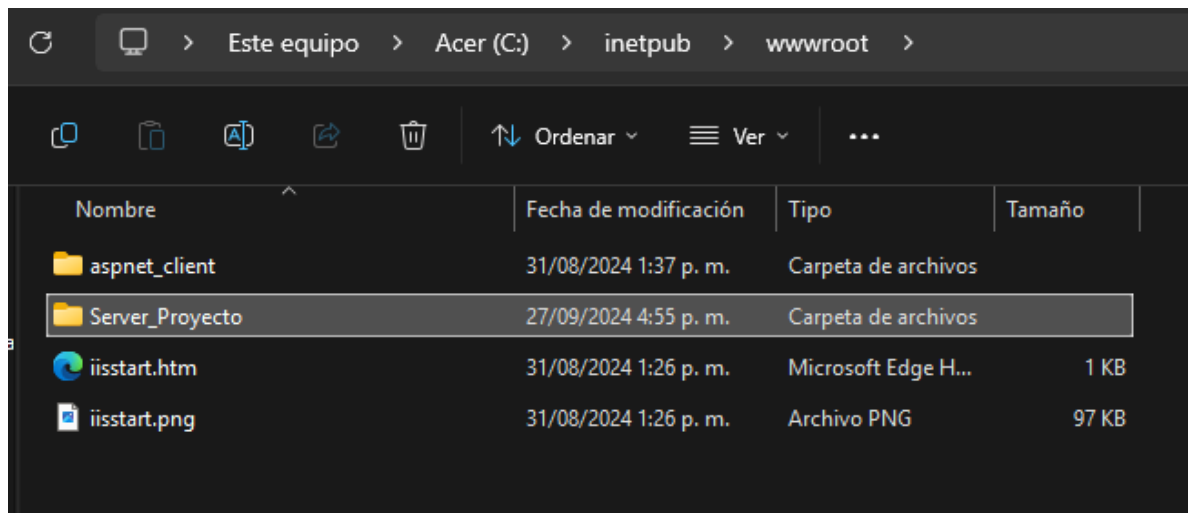 Este equipo > Acer (C:) > inetpub > wwwroot >
Ordenar Ver
Nombre Fecha de modificación Tipo Tamaño
aspnet_client 31/08/2024 1:37 p. m. Carpeta de archivos
Server_Proyecto 27/09/2024 4:55 p. m. Carpeta de archivos
iisstart.htm 31/08/2024 1:26 p. m. Microsoft Edge H... 1 KB
iisstart.png 31/08/2024 1:26 p. m. Archivo PNG 97 KB